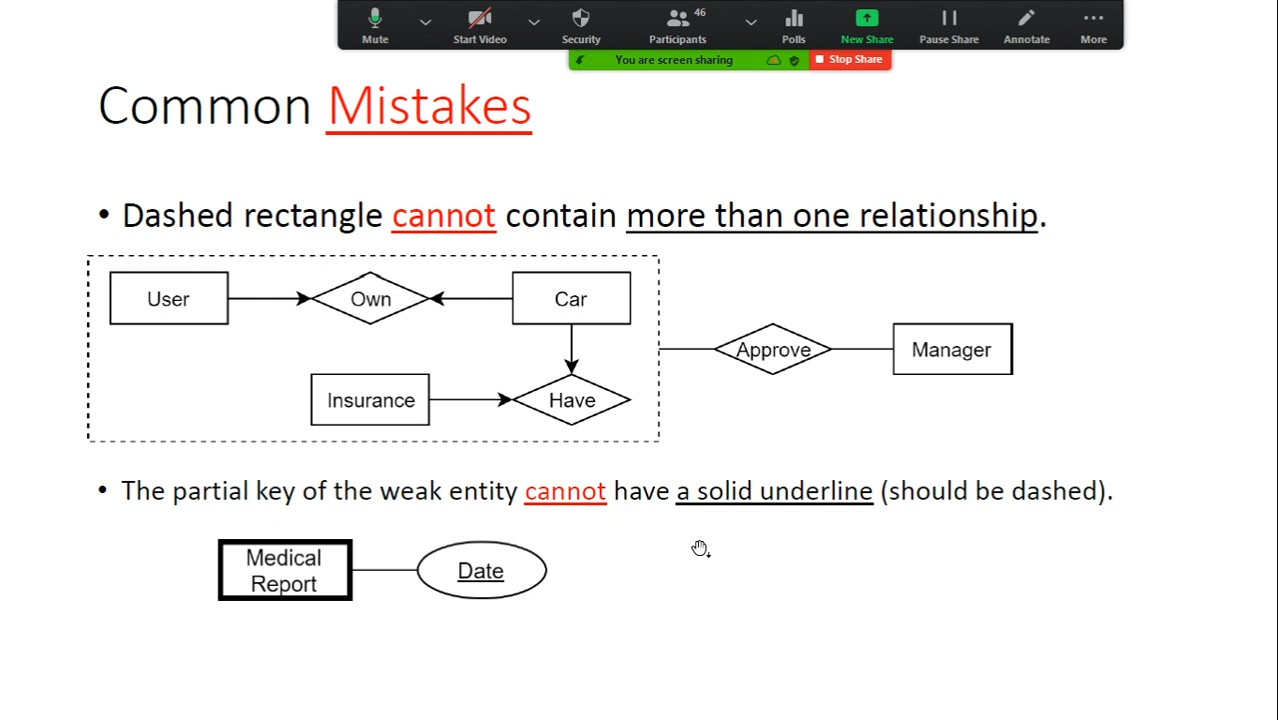 46
Mute
Start Video
Security
Participants
Polls
New Share
Pause Share
Annotate
More
You are screen sharing
Stop Share
Common Mistakes
• Dashed rectangle cannot contain more than one relationship.
User
Own
Car
Approve
Manager
Insurance
Have
• The partial key of the weak entity cannot have a solid underline (should be dashed).
Medical
Report
Date